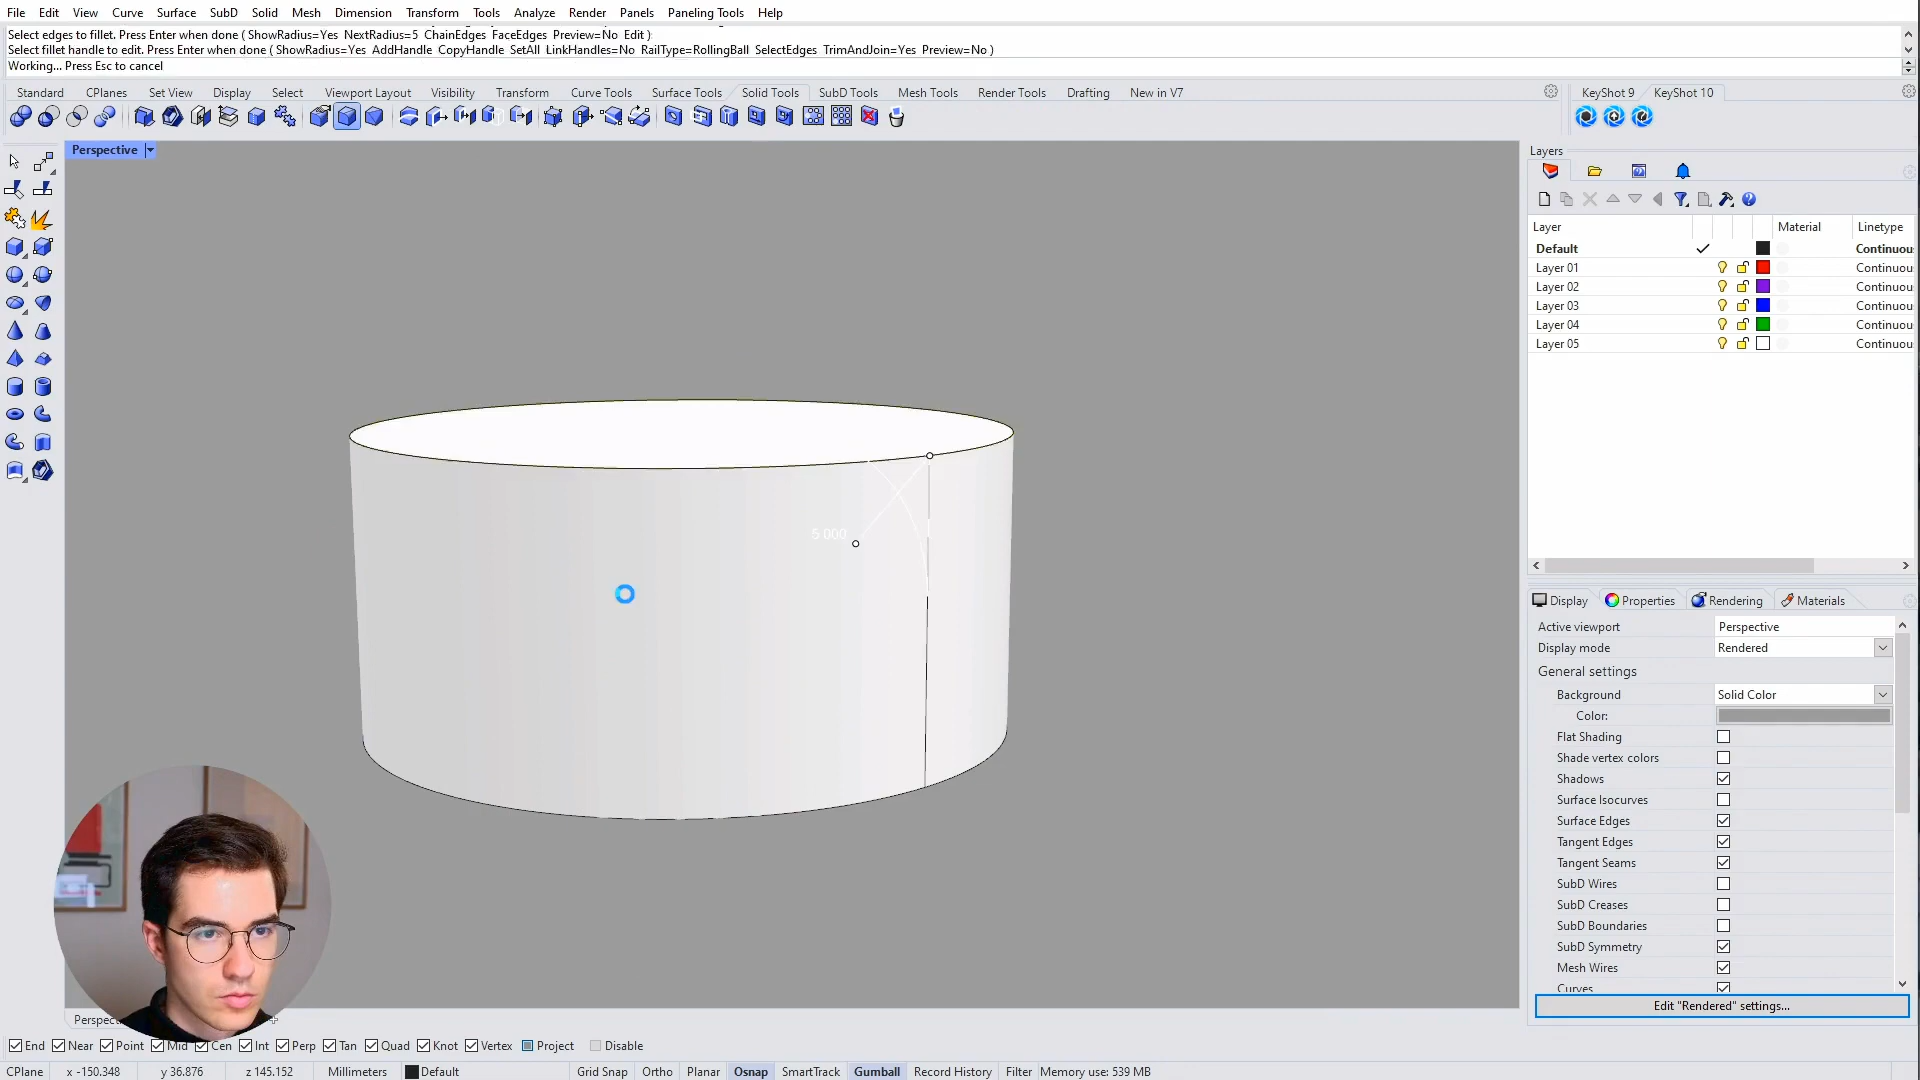 File Edit View Curve Surface SubD Solid Mesh Dimension Transform Tools Analyze Render Panels Paneling Tools Help
Select edges to fillet. Press Enter when done ( ShowRadius=Yes NextRadius=5 ChainEdges FaceEdges Preview=No Edit ):
Select fillet handle to edit. Press Enter when done ( ShowRadius=Yes AddHandle CopyHandle SetAll LinkHandles=No RailType=RollingBall SelectEdges TrimAndJoin=Yes Preview=No )
Working... Press Esc to cancel
Standard CPlanes Set View Display Select Viewport Layout Visibility Transform Curve Tools Surface Tools Solid Tools SubD Tools Mesh Tools Render Tools Drafting New in V7
KeyShot 9 KeyShot 10
Perspective
Layers
Layer Material Linetype
Default Continuou
Layer 01 Continuou
Layer 02 Continuou
Layer 03 Continuou
Layer 04 Continuou
Layer 05 Continuou
5.000
Display Properties Rendering Materials
Active viewport Perspective
Display mode Rendered
General settings
Background Solid Color
Color:
Flat Shading
Shade vertex colors
Shadows
Surface Isocurves
Surface Edges
Tangent Edges
Tangent Seams
SubD Wires
SubD Creases
SubD Boundaries
SubD Symmetry
Mesh Wires
Curves
Edit "Rendered" settings...
Perspec
End Near Point Mid Cen Int Perp Tan Quad Knot Vertex Project Disable
CPlane x -150.348 y 36.876 z 145.152 Millimeters Default Grid Snap Ortho Planar Osnap SmartTrack Gumball Record History Filter Memory use: 539 MB